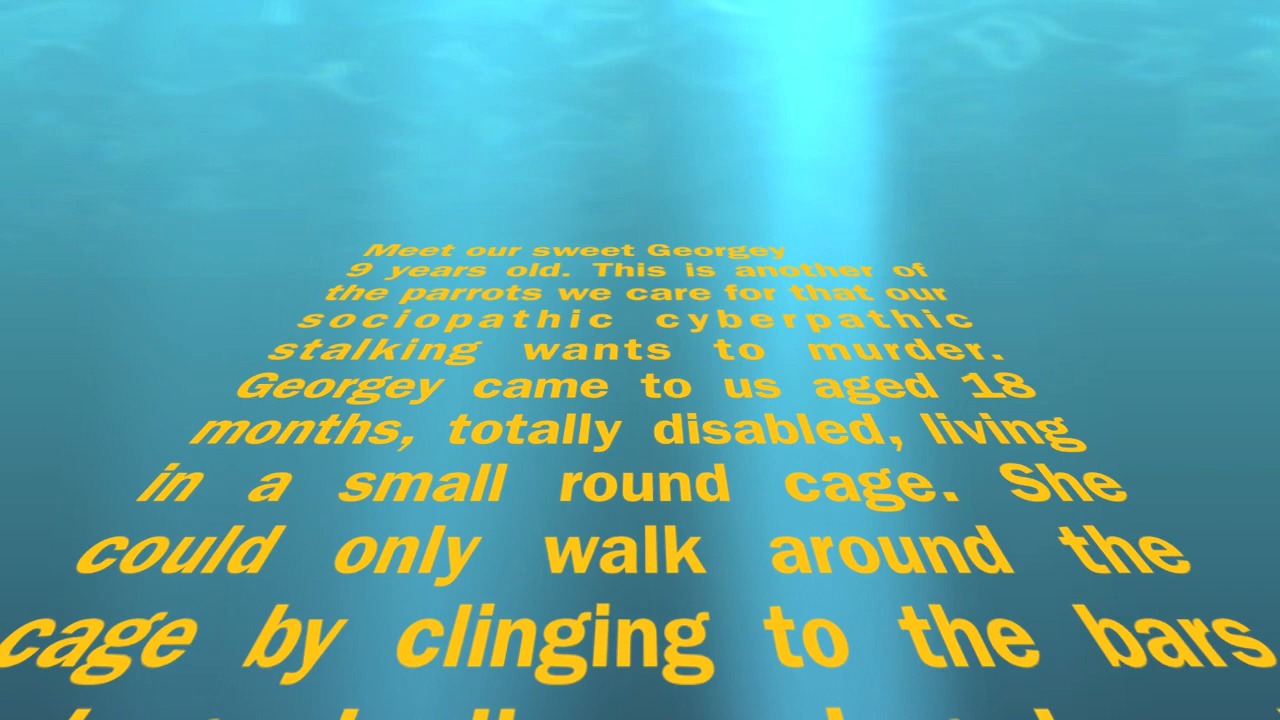 Meet our sweet Georgey
9 years old. This is another of
the parrots we care for that our
sociopathic cyberpathic
stalking wants to murder.
Georgey came to us aged 18
months, totally disabled, living
in a small round cage. She
could only walk around the
cage by clinging to the bars